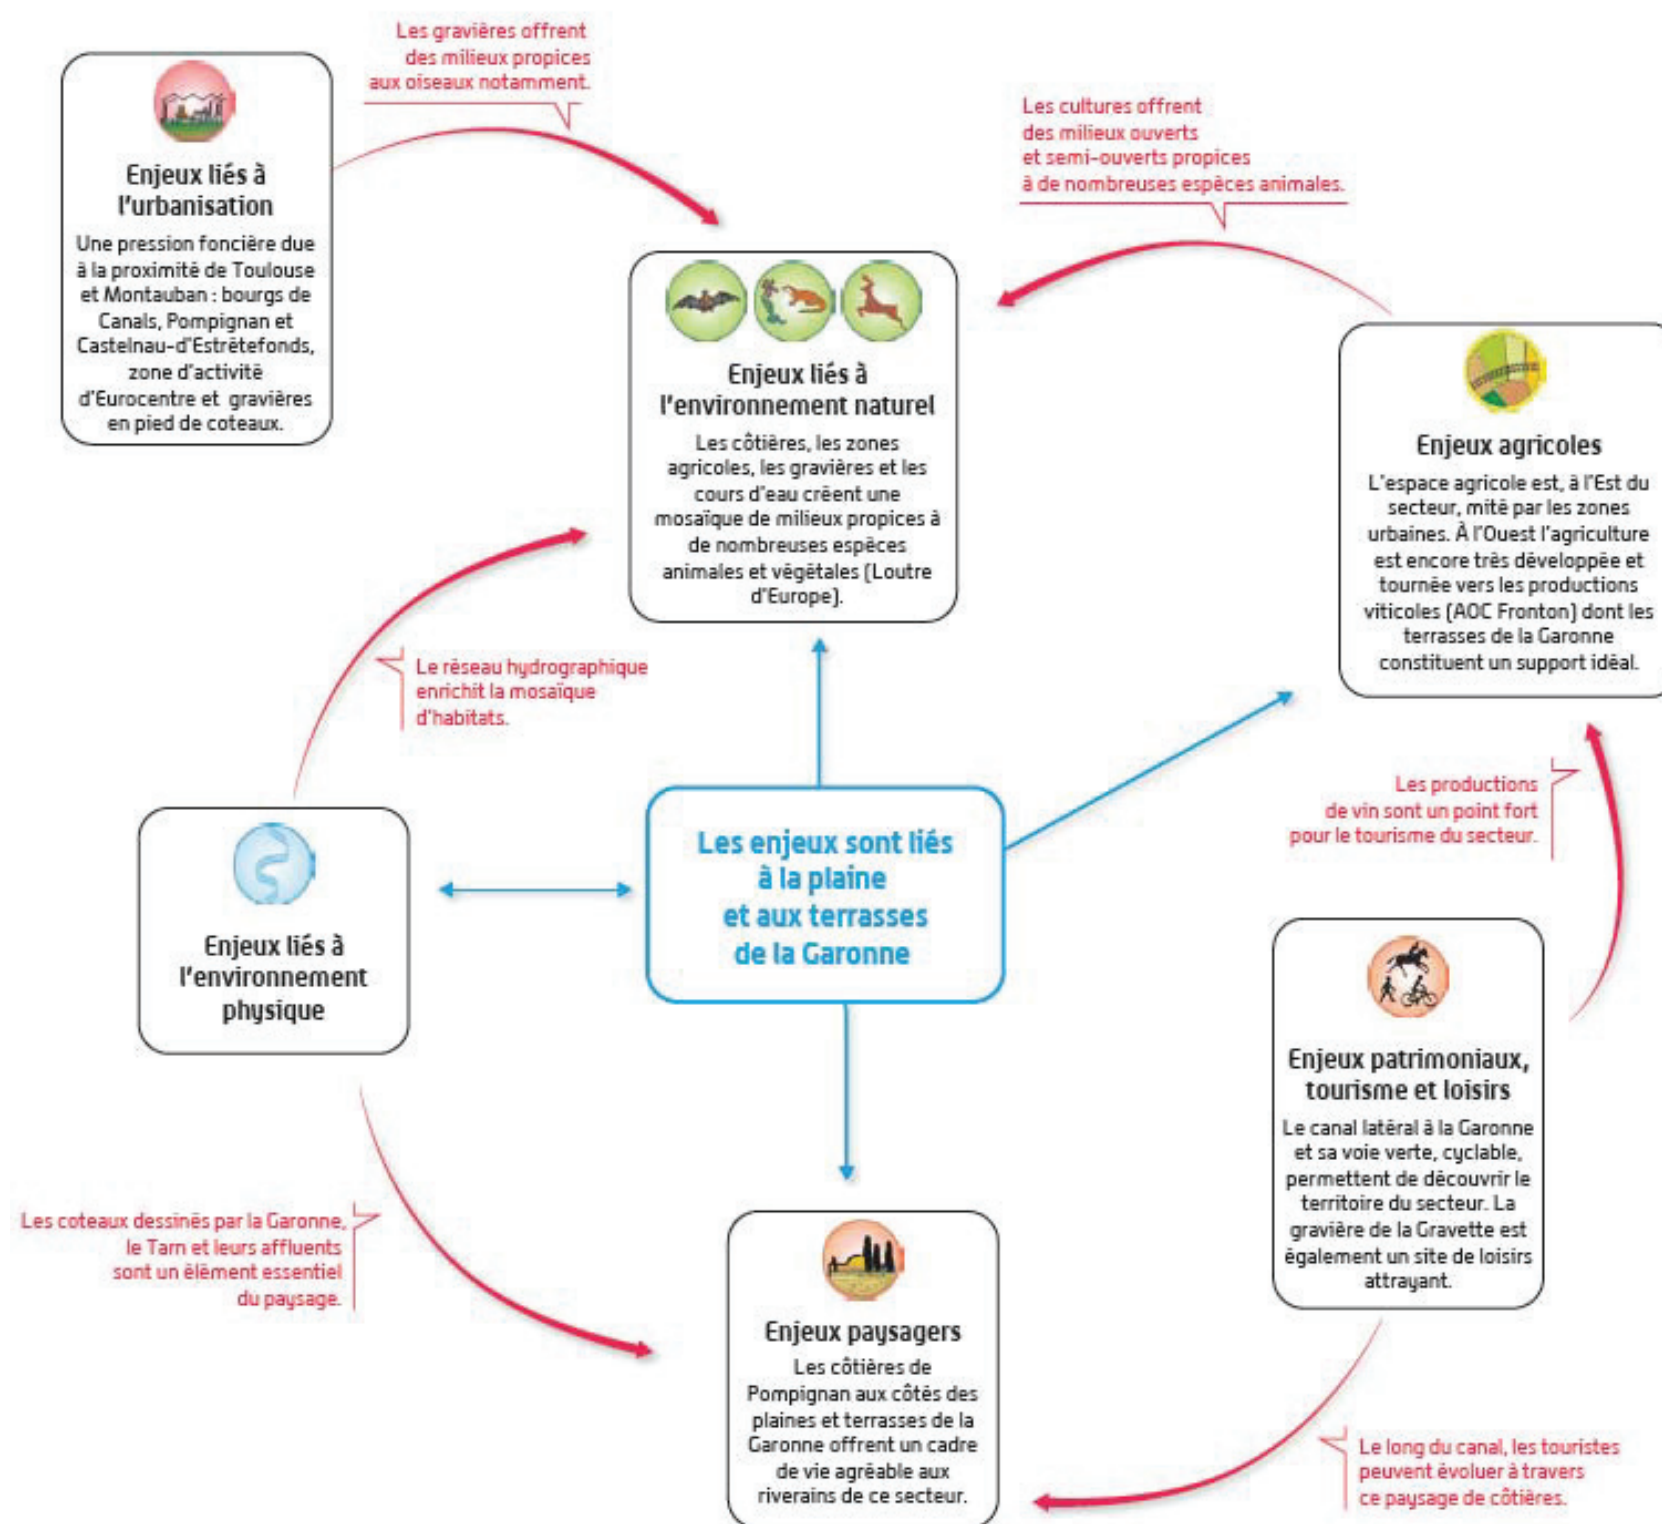 Les gravières offrent
des milieux propices
aux oiseaux notamment.
Les cultures offrent
des milieux ouverts
et semi-ouverts propices
à de nombreuses espèces animales.
Enjeux liés à
l'urbanisation
Une pression foncière due
à la proximité de Toulouse
et Montauban : bourgs de
Canals, Pompignan et
Castelnau-d'Estrétefonds,
zone d'activité
d'Eurocentre et gravières
en pied de coteaux.
Enjeux liés à
l'environnement naturel
Les côtières, les zones
agricoles, les gravières et les
cours d'eau créent une
mosaïque de milieux propices à
de nombreuses espèces
animales et végétales (Loutre
d'Europe).
Enjeux agricoles
L'espace agricole est, à l'Est du
secteur, mité par les zones
urbaines. À l'Ouest l'agriculture
est encore très développée et
tournée vers les productions
viticoles (AOC Fronton) dont les
terrasses de la Garonne
constituent un support idéal.
Le réseau hydrographique
enrichit la mosaïque
d'habitats.
Les productions
de vin sont un point fort
pour le tourisme du secteur.
Les enjeux sont liés
à la plaine
et aux terrasses
de la Garonne
Enjeux liés à
l'environnement
physique
Enjeux patrimoniaux,
tourisme et loisirs
Le canal latéral à la Garonne
et sa voie verte, cyclable,
permettent de découvrir le
territoire du secteur. La
gravière de la Gravette est
également un site de loisirs
attrayant.
Les coteaux dessinés par la Garonne,
le Tarn et leurs affluents
sont un élément essentiel
du paysage.
Enjeux paysagers
Les côtières de
Pompignan aux côtés des
plaines et terrasses de la
Garonne offrent un cadre
de vie agréable aux
riverains de ce secteur.
Le long du canal, les touristes
peuvent évoluer à travers
ce paysage de côtières.